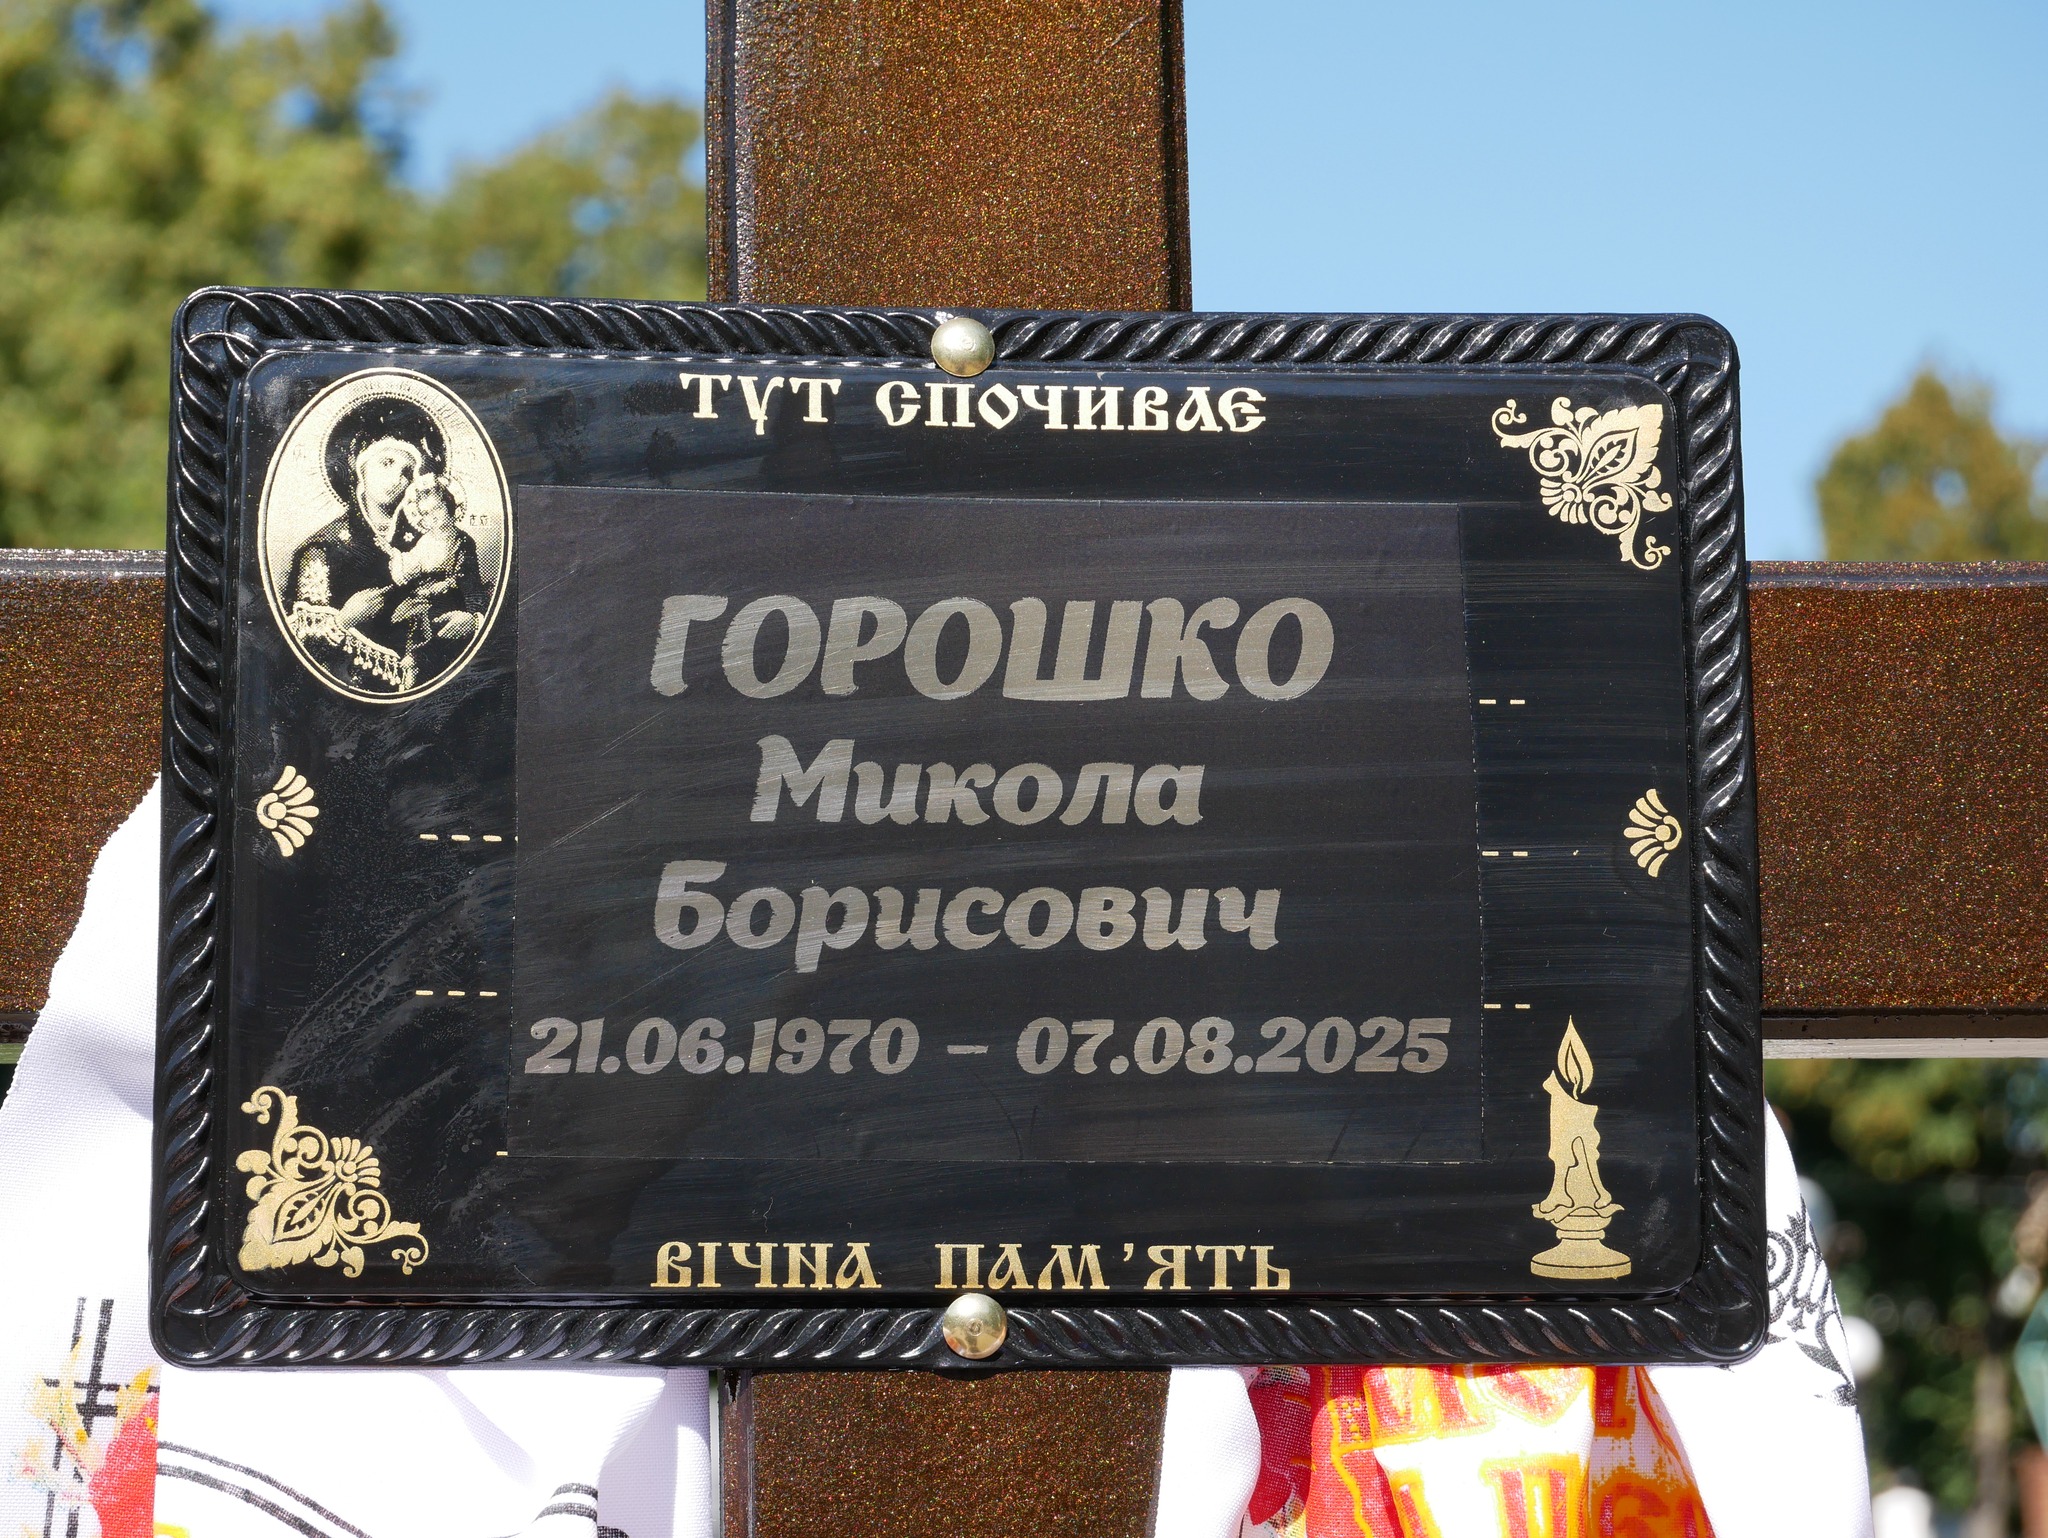 ТУТ СПОЧИВАЄ
ГОРОШКО
Микола
Борисович
21.06.1970 – 07.08.2025
ВІЧНА ПАМ'ЯТЬ